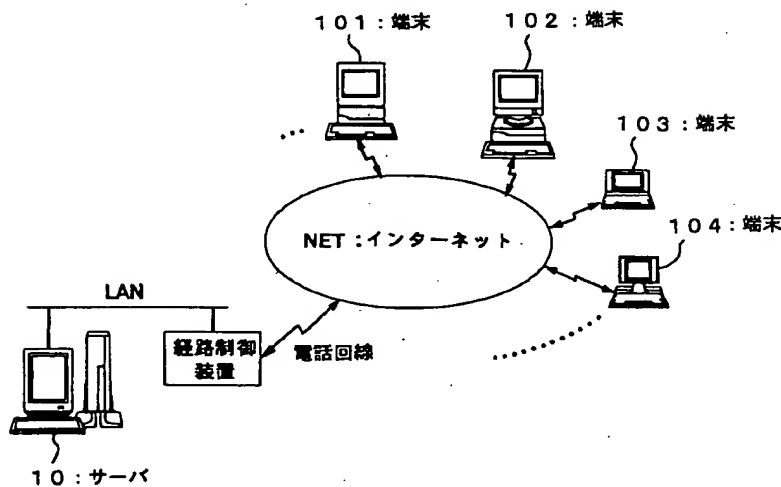 101:端末
102:端末
103:端末
104:端末
NET:インターネット
LAN
経路制御
装置
電話回線
10:サーバ